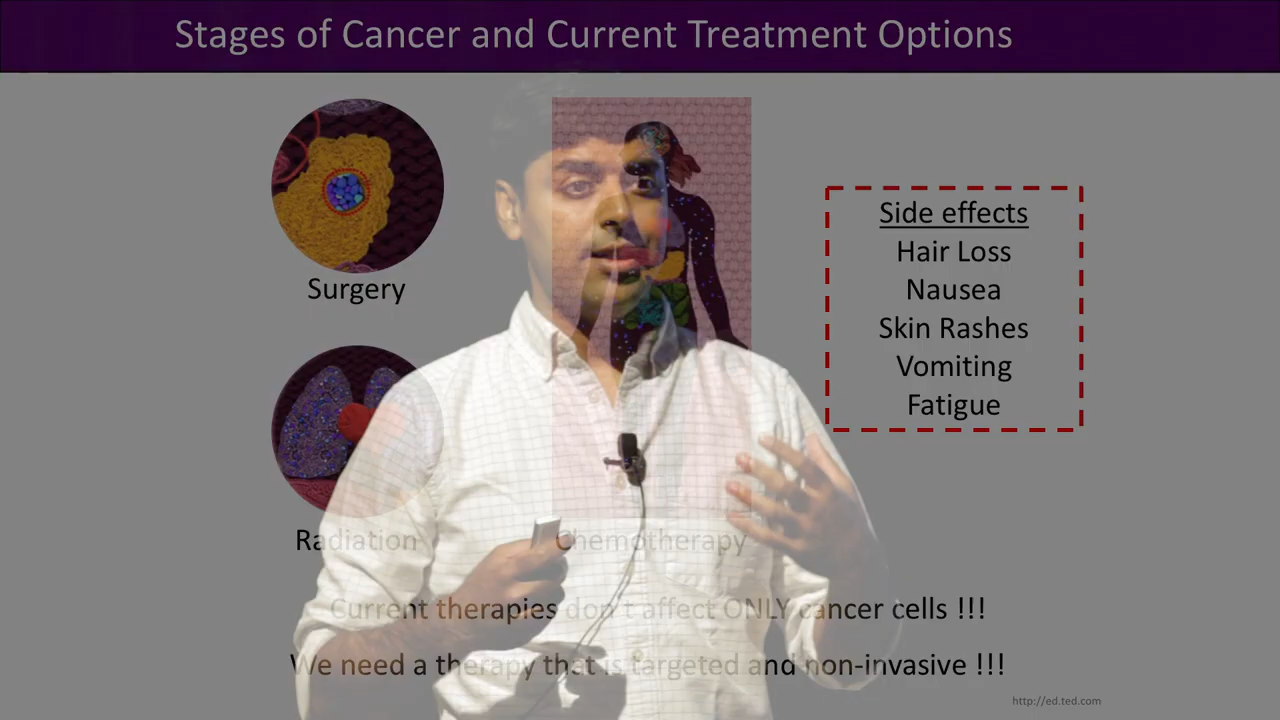 Stages of Cancer and Current Treatment Options
Surgery
Radiation
Chemotherapy
Side effects
Hair Loss
Nausea
Skin Rashes
Vomiting
Fatigue
Current therapies don't affect ONLY cancer cells !!!
We need a therapy that is targeted and non-invasive !!!
http://ed.ted.com